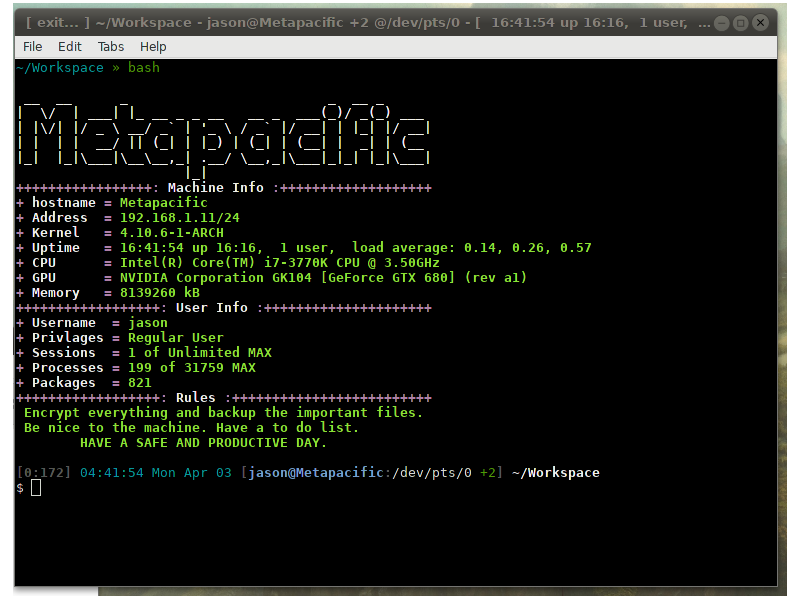 [ exit... ] ~/Workspace - jason@Metapacific +2 @/dev/pts/0 - [  16:41:54 up 16:16,  1 user,  ...
File Edit Tabs Help
~/Workspace » bash
Metapacific
+++++++++++++++++: Machine Info :+++++++++++++++++++
+ hostname = Metapacific
+ Address  = 192.168.1.11/24
+ Kernel   = 4.10.6-1-ARCH
+ Uptime   = 16:41:54 up 16:16,  1 user,  load average: 0.14, 0.26, 0.57
+ CPU      = Intel(R) Core(TM) i7-3770K CPU @ 3.50GHz
+ GPU      = NVIDIA Corporation GK104 [GeForce GTX 680] (rev a1)
+ Memory   = 8139260 kB
++++++++++++++++++: User Info :+++++++++++++++++++++
+ Username  = jason
+ Privlages = Regular User
+ Sessions  = 1 of Unlimited MAX
+ Processes = 199 of 31759 MAX
+ Packages  = 821
++++++++++++++++++: Rules :+++++++++++++++++++++++++
Encrypt everything and backup the important files.
Be nice to the machine. Have a to do list.
HAVE A SAFE AND PRODUCTIVE DAY.
[0:172] 04:41:54 Mon Apr 03 [jason@Metapacific:/dev/pts/0 +2] ~/Workspace
$